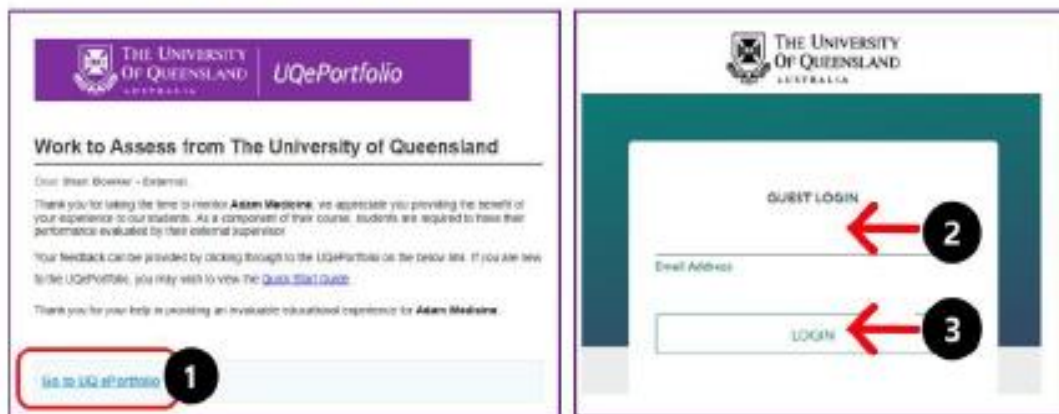 THE UNIVERSITY
OF QUEENSLAND
AUSTRALIA
UQePortfolio
Work to Assess from The University of Queensland
Dear Brian Bowker - External,
Thank you for taking the time to mentor Adam Medicine, we appreciate you providing the benefit of
your experience to our students. As a component of their course, students are required to have their
performance evaluated by their external supervisor
Your feedback can be provided by clicking through to the UQePortfolio on the below link. If you are new
to the UQePortfolio, you may wish to view the Quick Start Guide
Thank you for your help in providing an invaluable educational experience for Adam Medicine
Go to UQ ePortfolio
1
THE UNIVERSITY
OF QUEENSLAND
AUSTRALIA
GUEST LOGIN
2
Email Address
LOGIN
3